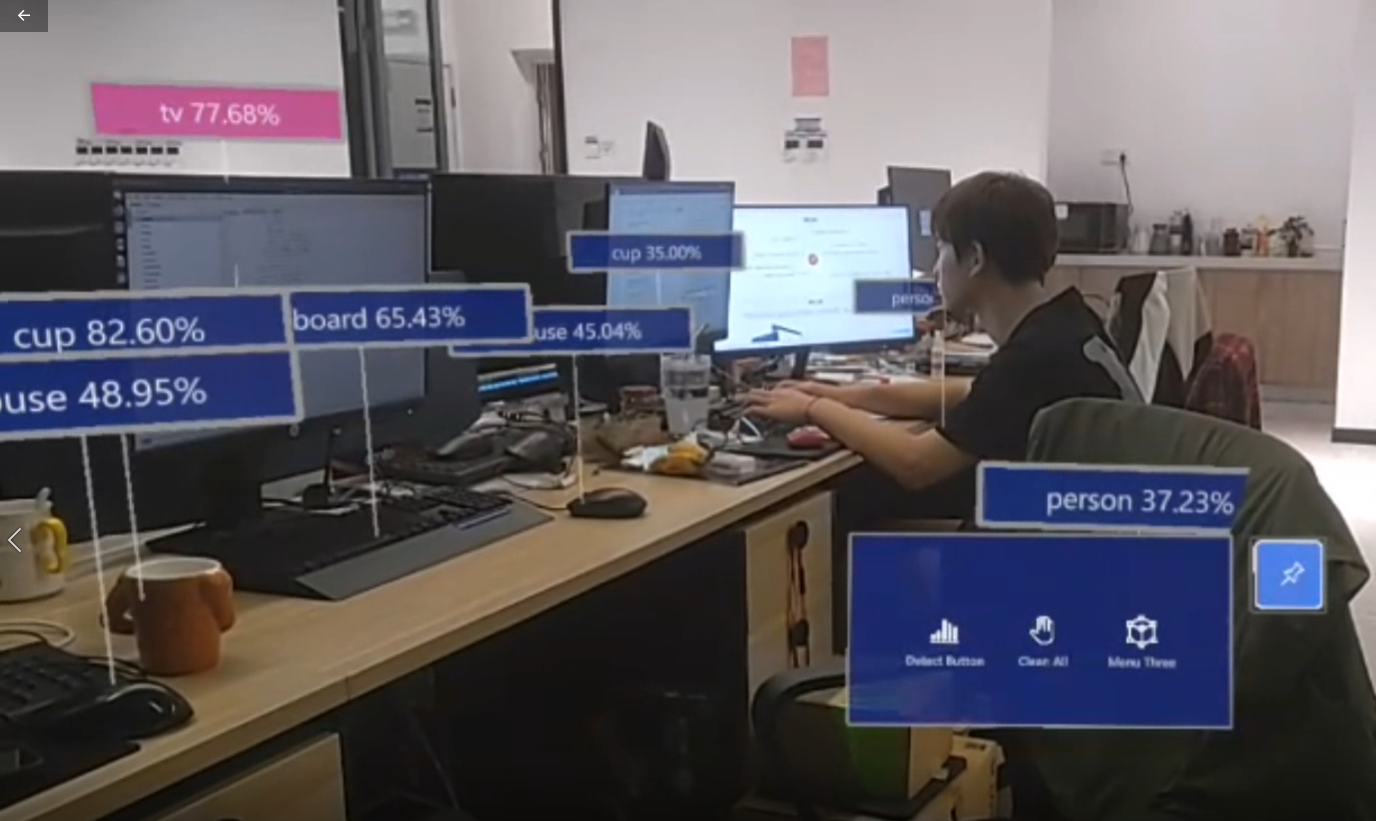 tv 77.68%
cup 35.00%
perso
cup 82.60%
board 65.43%
use 45.04%
ouse 48.95%
person 37.23%
Detect Button
Clean All
Menu Three